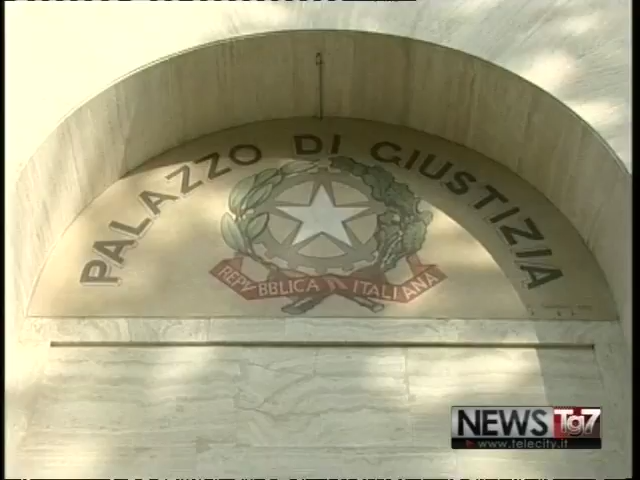 PALAZZO DI GIUSTIZIA
REPVBBLICA ITALIANA
NEWS Tg7
www.telecity.it